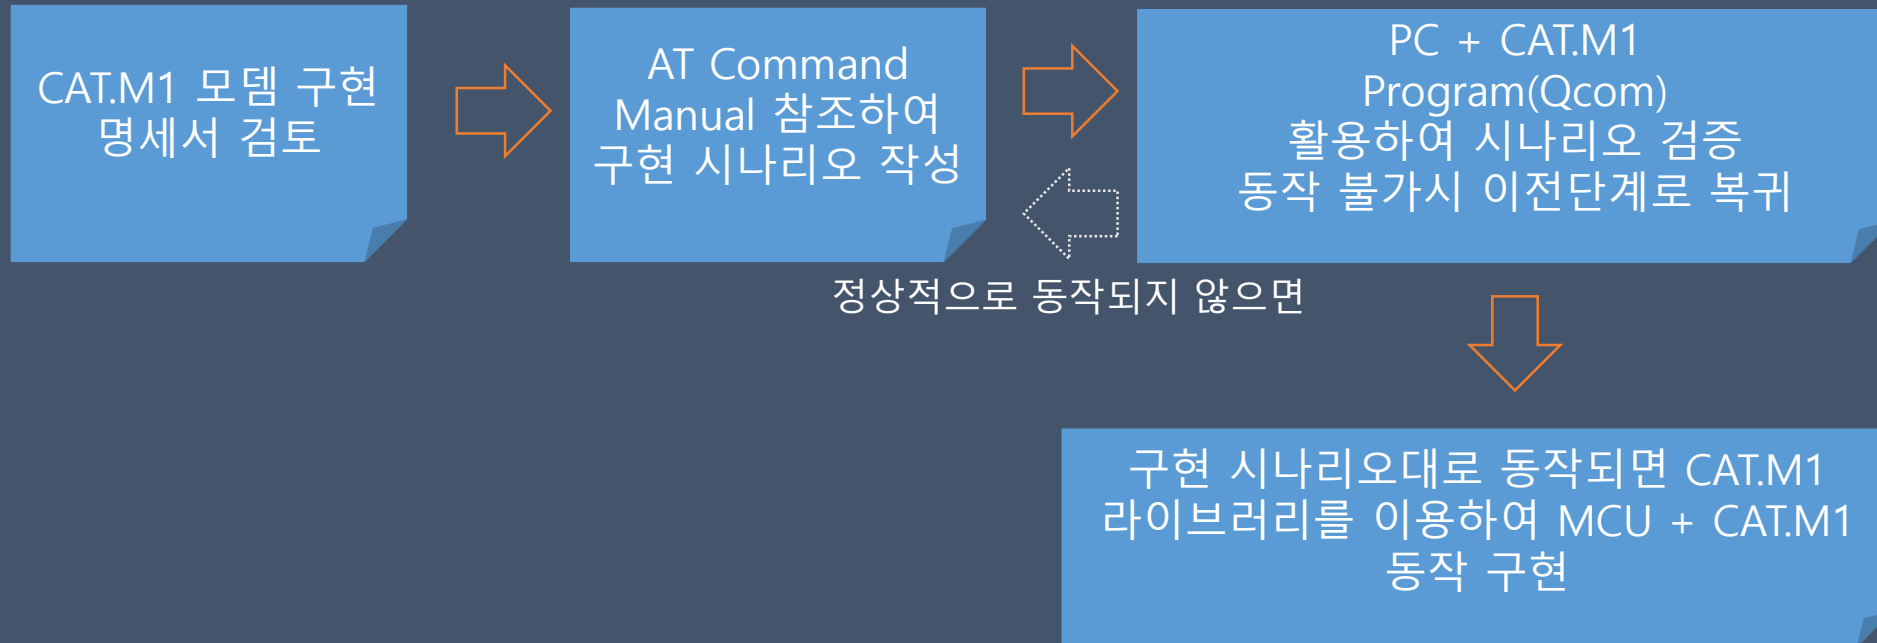 CAT.M1 모뎀 구현
명세서 검토
AT Command
Manual 참조하여
구현 시나리오 작성
PC + CAT.M1
Program(Qcom)
활용하여 시나리오 검증
동작 불가시 이전단계로 복귀
정상적으로 동작되지 않으면
구현 시나리오대로 동작되면 CAT.M1
라이브러리를 이용하여 MCU + CAT.M1
동작 구현